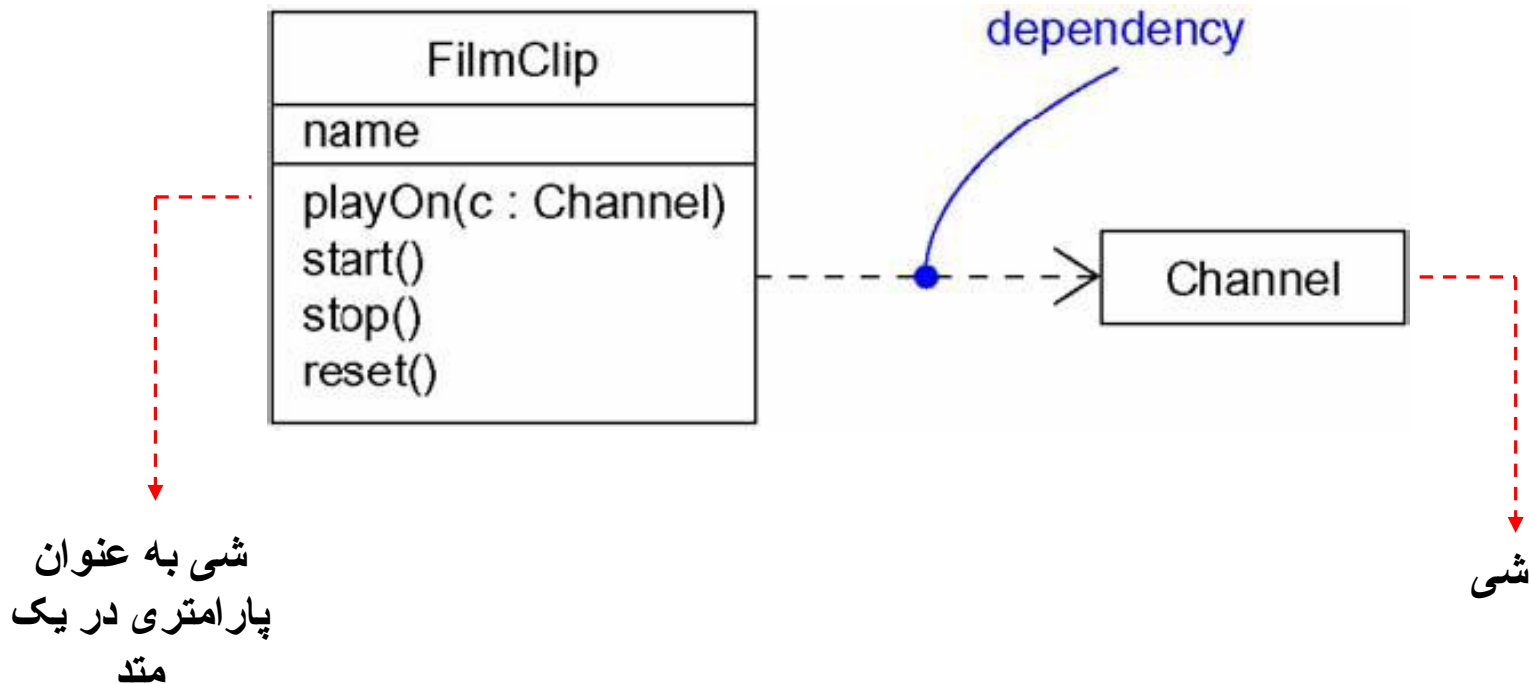 FilmClip
name
playOn(c : Channel)
start()
stop()
reset()
dependency
Channel
شی به عنوان
پارامتری در یک
متد
شی